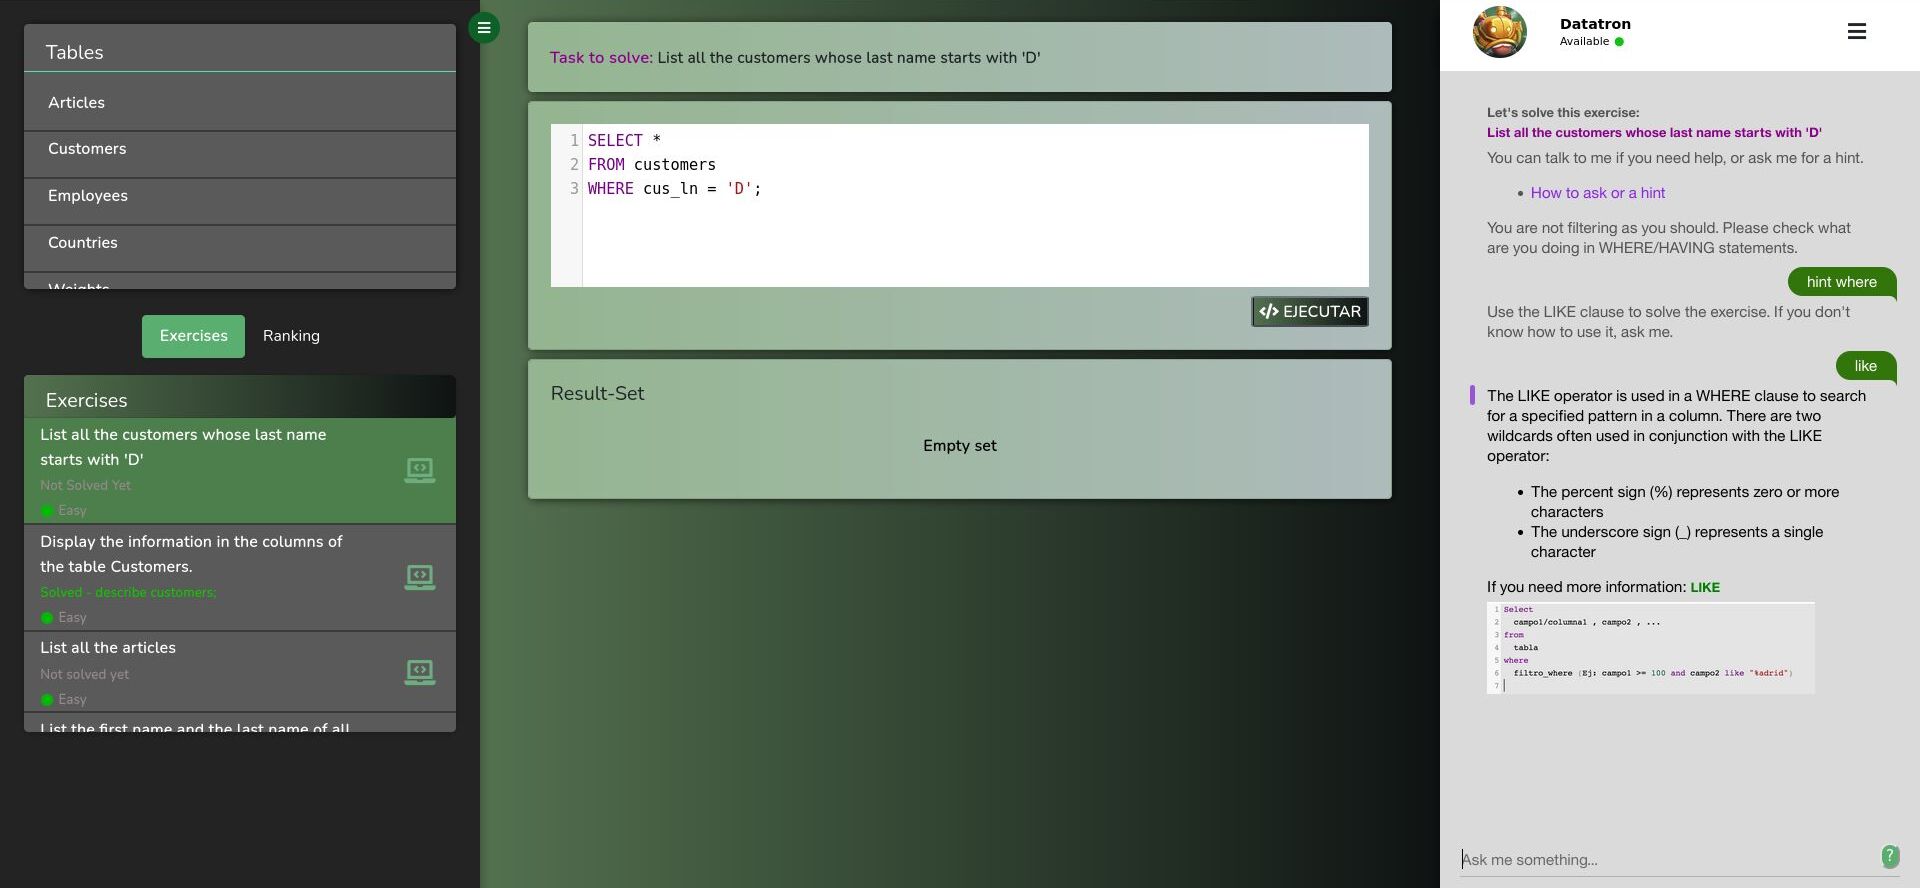 Tables
Articles
Customers
Employees
Countries
Weights
Exercises Ranking
Exercises
List all the customers whose last name
starts with 'D'
Not Solved Yet
Easy
Display the information in the columns of
the table Customers.
Solved - describe customers;
Easy
List all the articles
Not solved yet
Easy
List the first name and the last name of all
Task to solve: List all the customers whose last name starts with 'D'
1 SELECT *
2 FROM customers
3 WHERE cus_ln = 'D';
</> EJECUTAR
Result-Set
Empty set
Datatron
Available
Let's solve this exercise:
List all the customers whose last name starts with 'D'
You can talk to me if you need help, or ask me for a hint.
• How to ask or a hint
You are not filtering as you should. Please check what
are you doing in WHERE/HAVING statements.
hint where
Use the LIKE clause to solve the exercise. If you don't
know how to use it, ask me.
like
The LIKE operator is used in a WHERE clause to search
for a specified pattern in a column. There are two
wildcards often used in conjunction with the LIKE
operator:
• The percent sign (%) represents zero or more
characters
• The underscore sign (_) represents a single
character
If you need more information: LIKE
1 Select
2 campo1/columna1 , campo2 , ...
3 from
4 tabla
5 where
6 filtro_where (Ej: campo1 >= 100 and campo2 like "%adrid")
7
Ask me something...
?